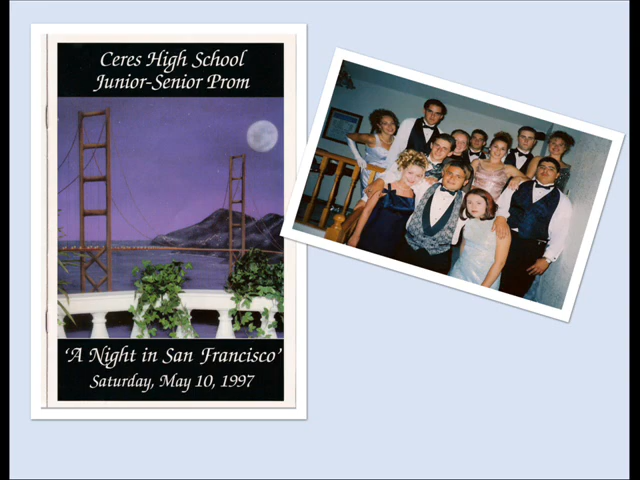 Ceres High School
Junior-Senior Prom
‘A Night in San Francisco’
Saturday, May 10, 1997